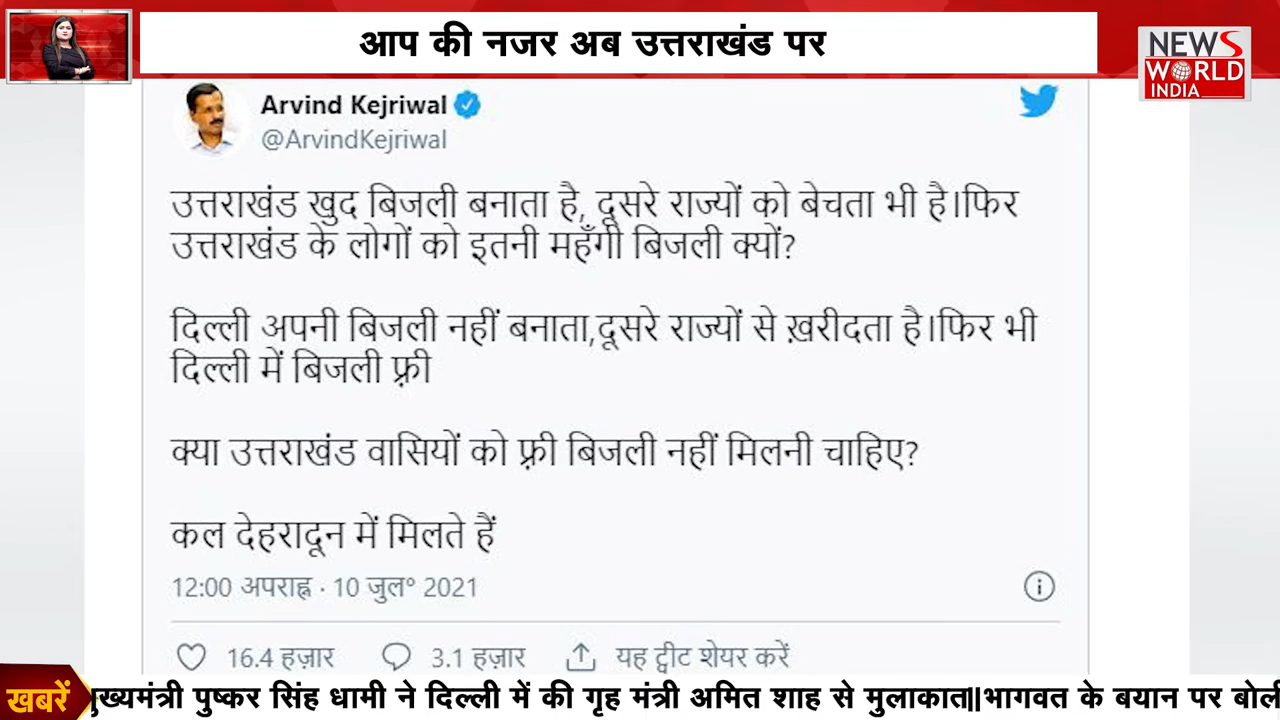 आप की नजर अब उत्तराखंड पर
NEWS
WORLD
INDIA
Arvind Kejriwal
@ArvindKejriwal
उत्तराखंड खुद बिजली बनाता है, दूसरे राज्यों को बेचता भी है।फिर
उत्तराखंड के लोगों को इतनी महँगी बिजली क्यों?
दिल्ली अपनी बिजली नहीं बनाता,दूसरे राज्यों से ख़रीदता है।फिर भी
दिल्ली में बिजली फ़्री
क्या उत्तराखंड वासियों को फ़्री बिजली नहीं मिलनी चाहिए?
कल देहरादून में मिलते हैं
12:00 अपराह्न · 10 जुल॰ 2021
16.4 हज़ार 3.1 हज़ार यह ट्वीट शेयर करें
खबरें मुख्यमंत्री पुष्कर सिंह धामी ने दिल्ली में की गृह मंत्री अमित शाह से मुलाकात||भागवत के बयान पर